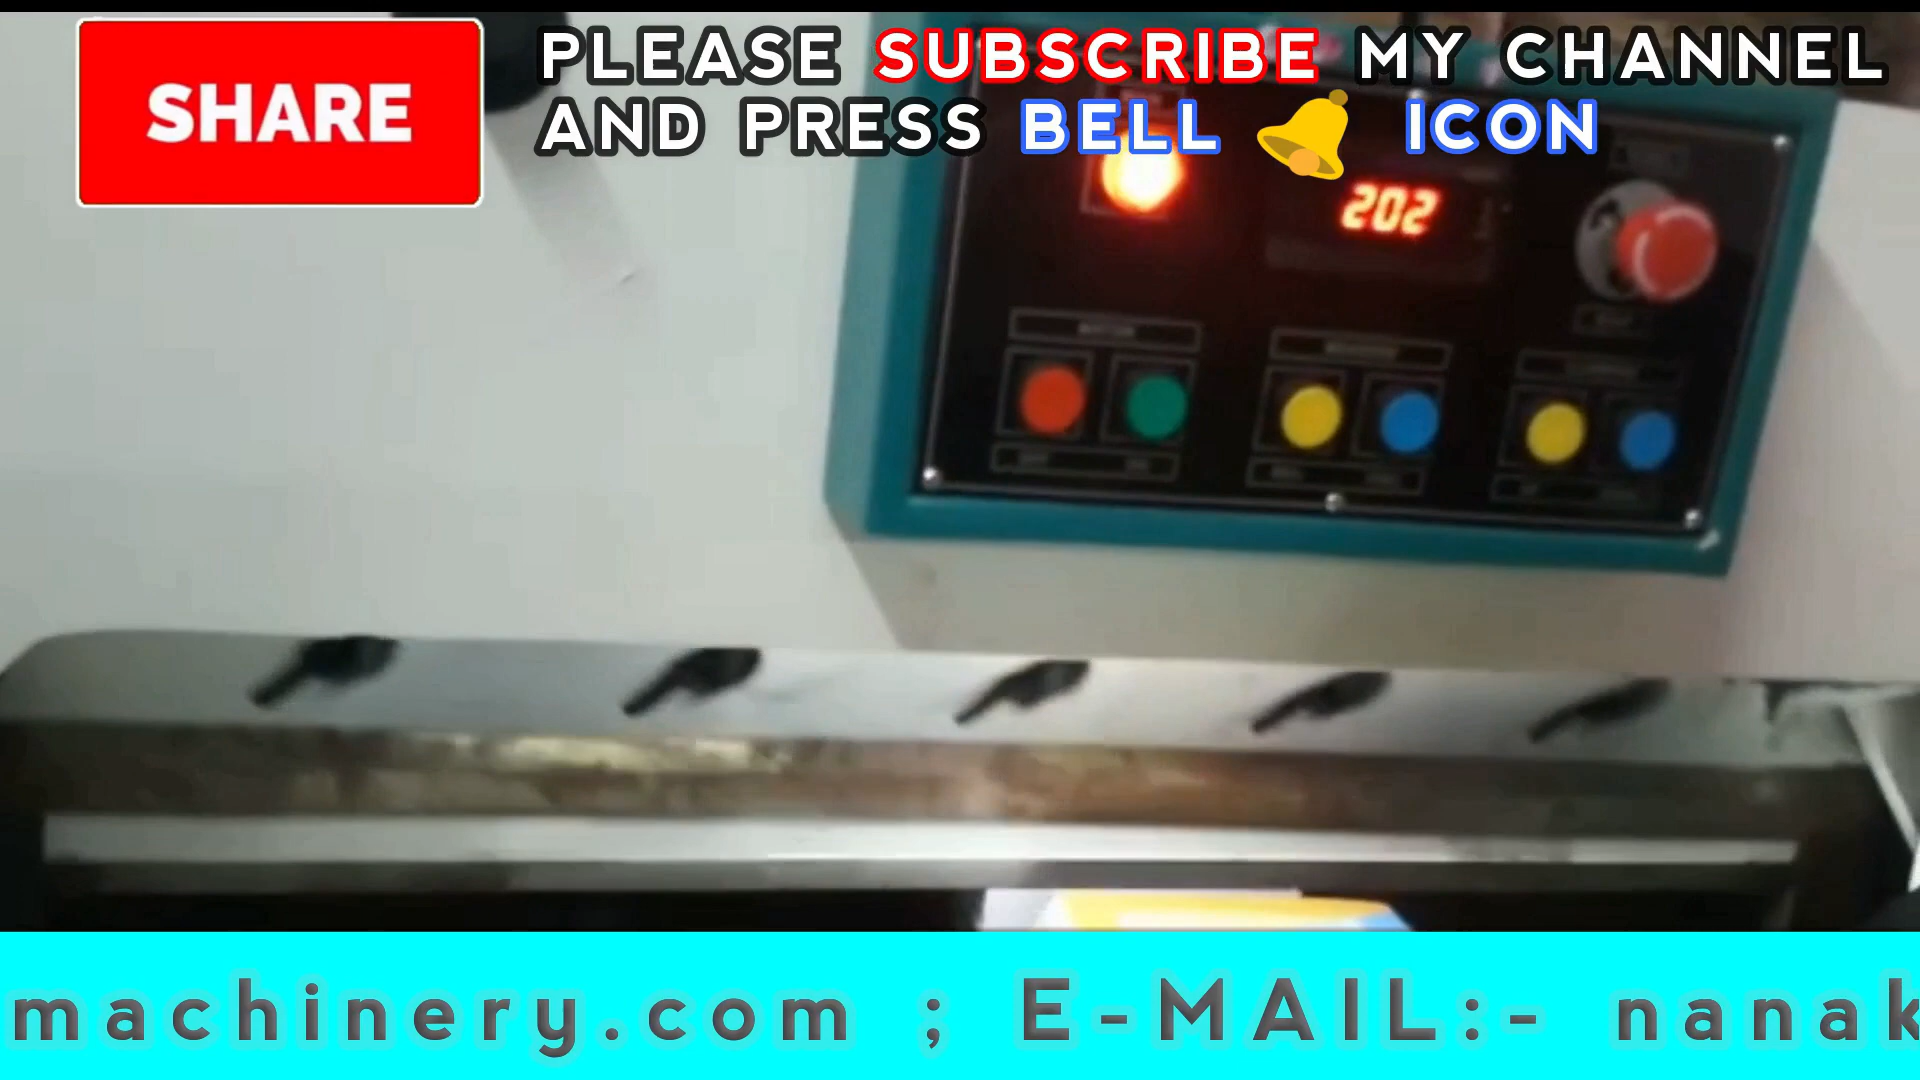 SHARE
PLEASE SUBSCRIBE MY CHANNEL
AND PRESS BELL 🔔 ICON
202
machinery.com ; E-MAIL:- nanak